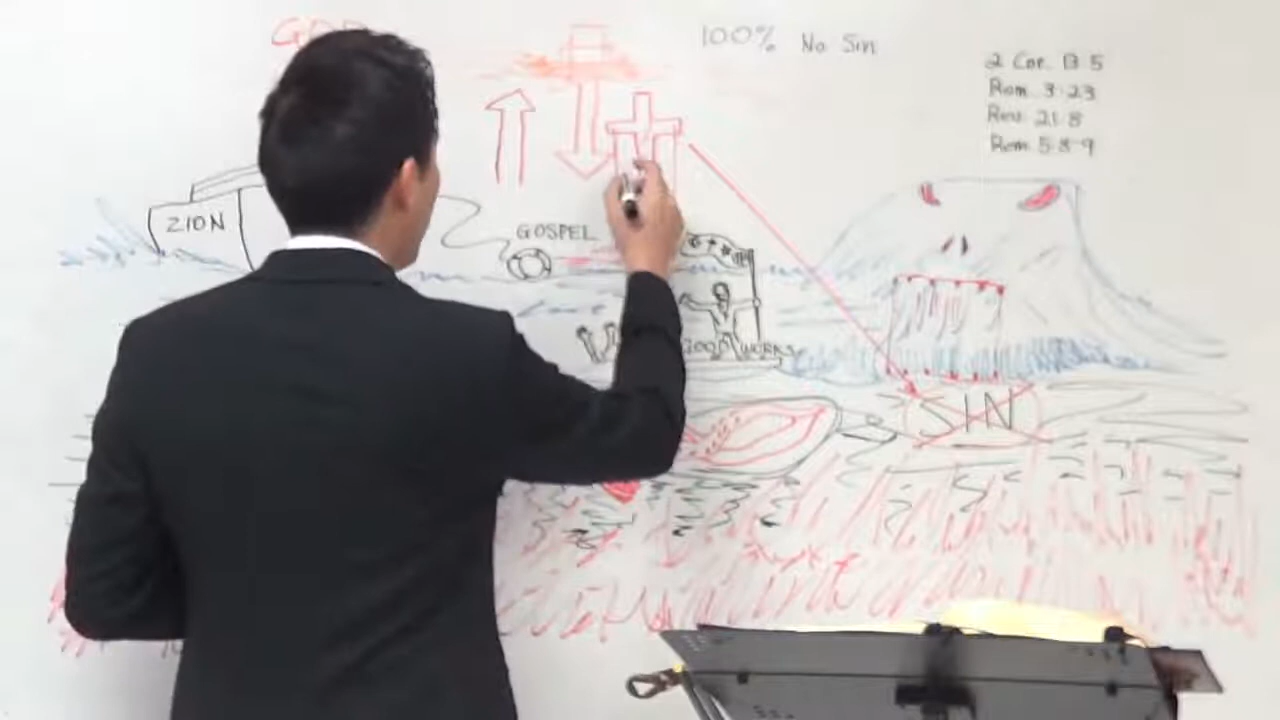 100% No Sin
2 Cor. 13:5
Rom 3:23
Rev. 21:8
Rom 5:8-9
ZION
GOSPEL
WORKS
SIN